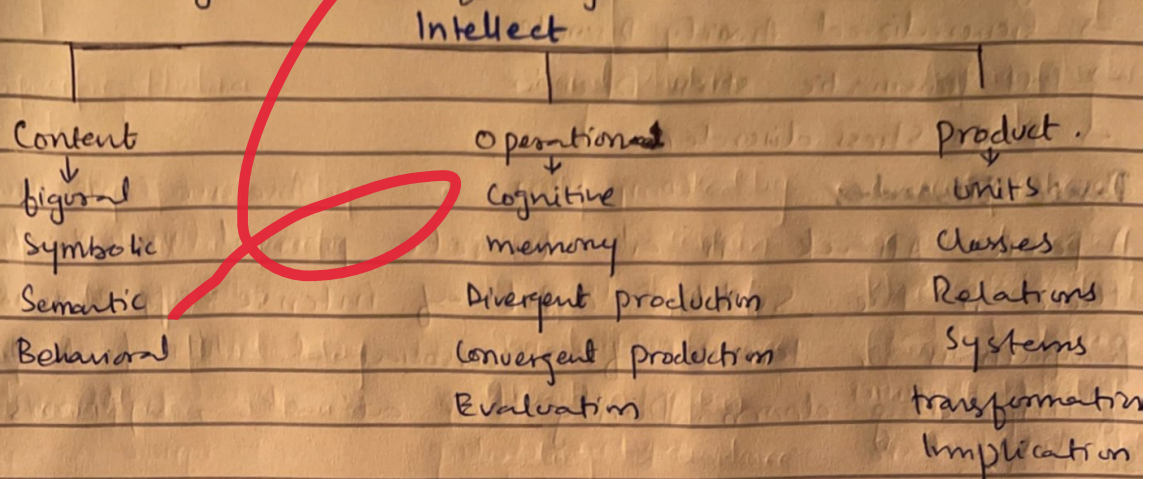 Intellect
Content Operational Product.
figural Cognitive Units
Symbolic memory Classes
Semantic Divergent production Relations
Behavioral Convergent production Systems
Evaluation transformation
Implication